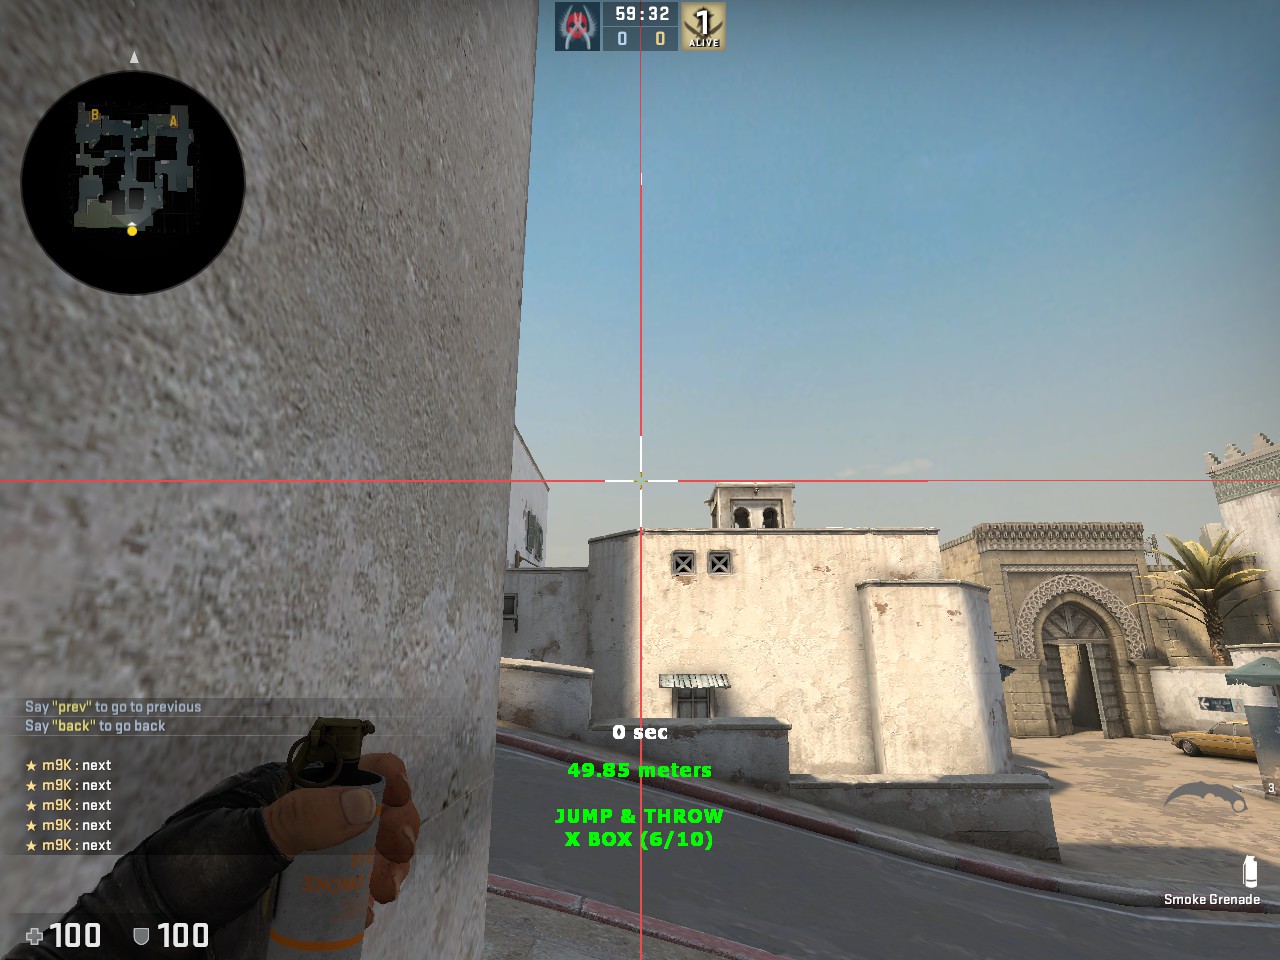 59:32
0 0
1
ALIVE
B
A
Say "prev" to go to previous
Say "back" to go back
m9K : next
m9K : next
m9K : next
m9K : next
m9K : next
0 sec
49.85 meters
JUMP & THROW
X BOX (6/10)
3
Smoke Grenade
100 100